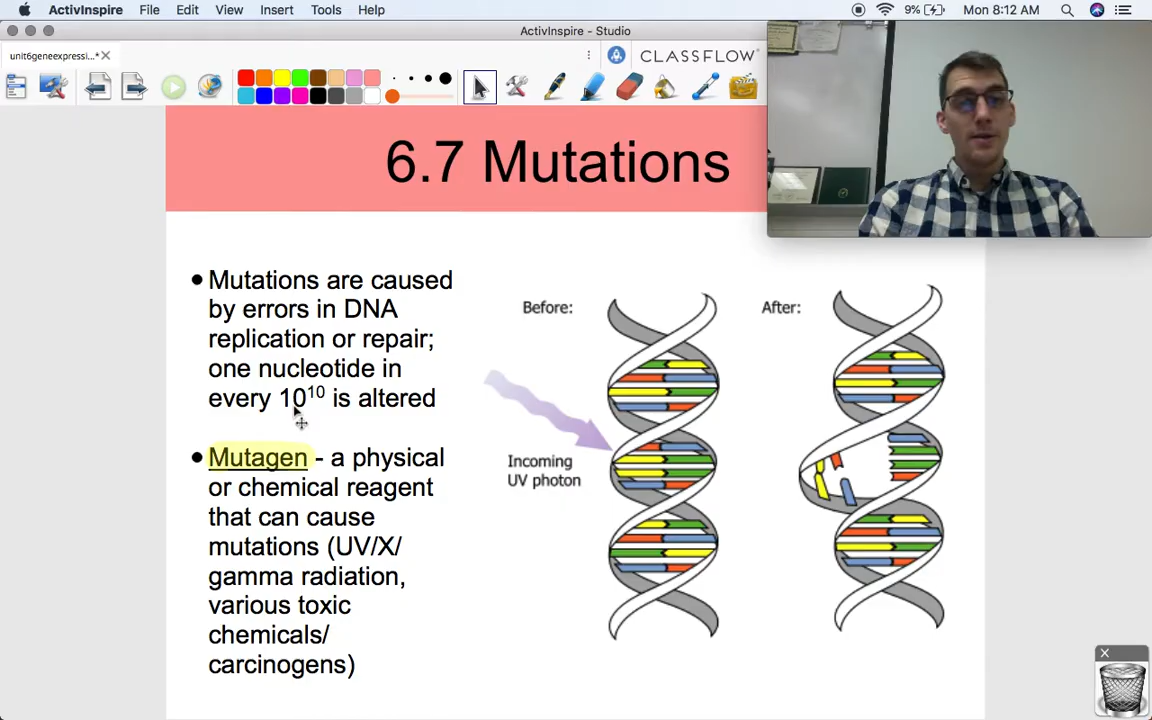 ActivInspire File Edit View Insert Tools Help 9% Mon 8:12 AM
ActivInspire - Studio
unit6geneexpressi...*
CLASSFLOW
6.7 Mutations
Mutations are caused
by errors in DNA
replication or repair;
one nucleotide in
every 10¹⁰ is altered
Mutagen - a physical
or chemical reagent
that can cause
mutations (UV/X/
gamma radiation,
various toxic
chemicals/
carcinogens)
Before:
After:
Incoming
UV photon